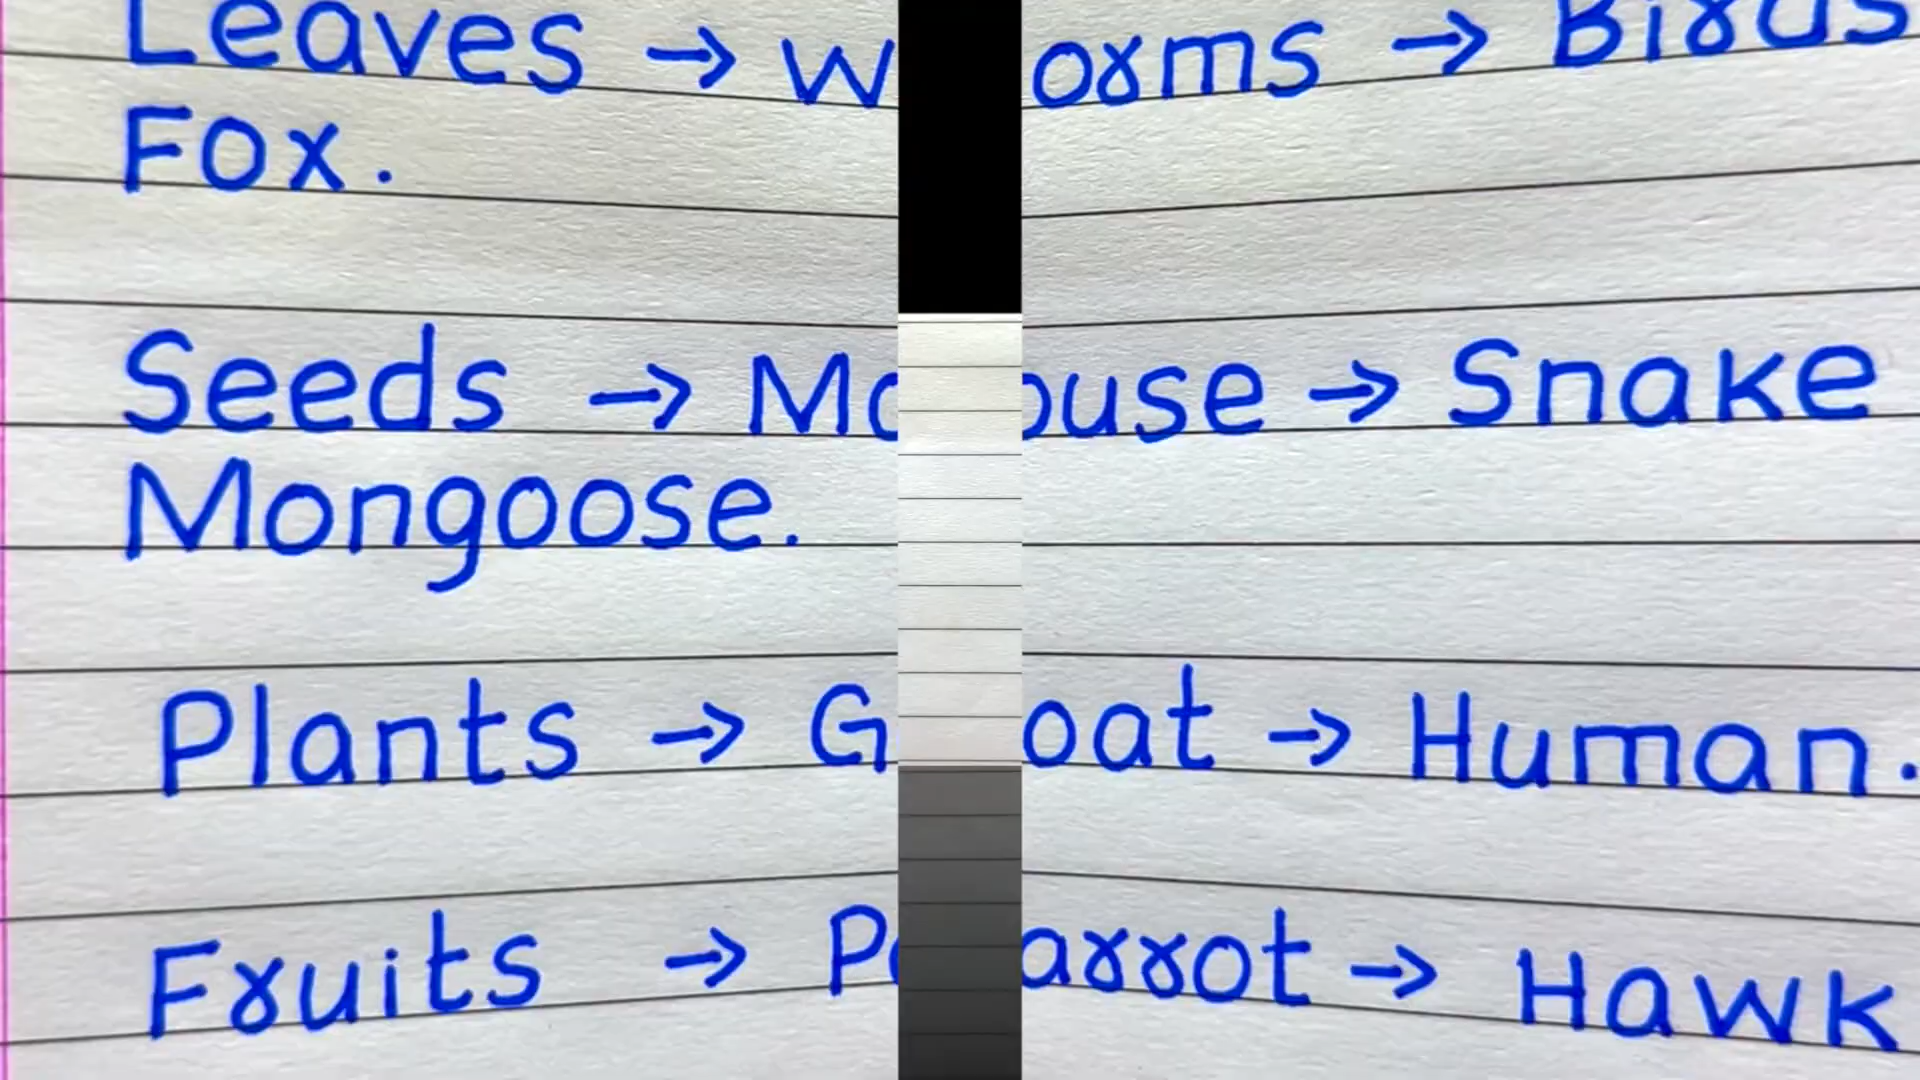 Leaves → Worms → Birds
Fox.
Seeds → Mouse → Snake
Mongoose.
Plants → Goat → Human.
Fruits → Parrot → Hawk